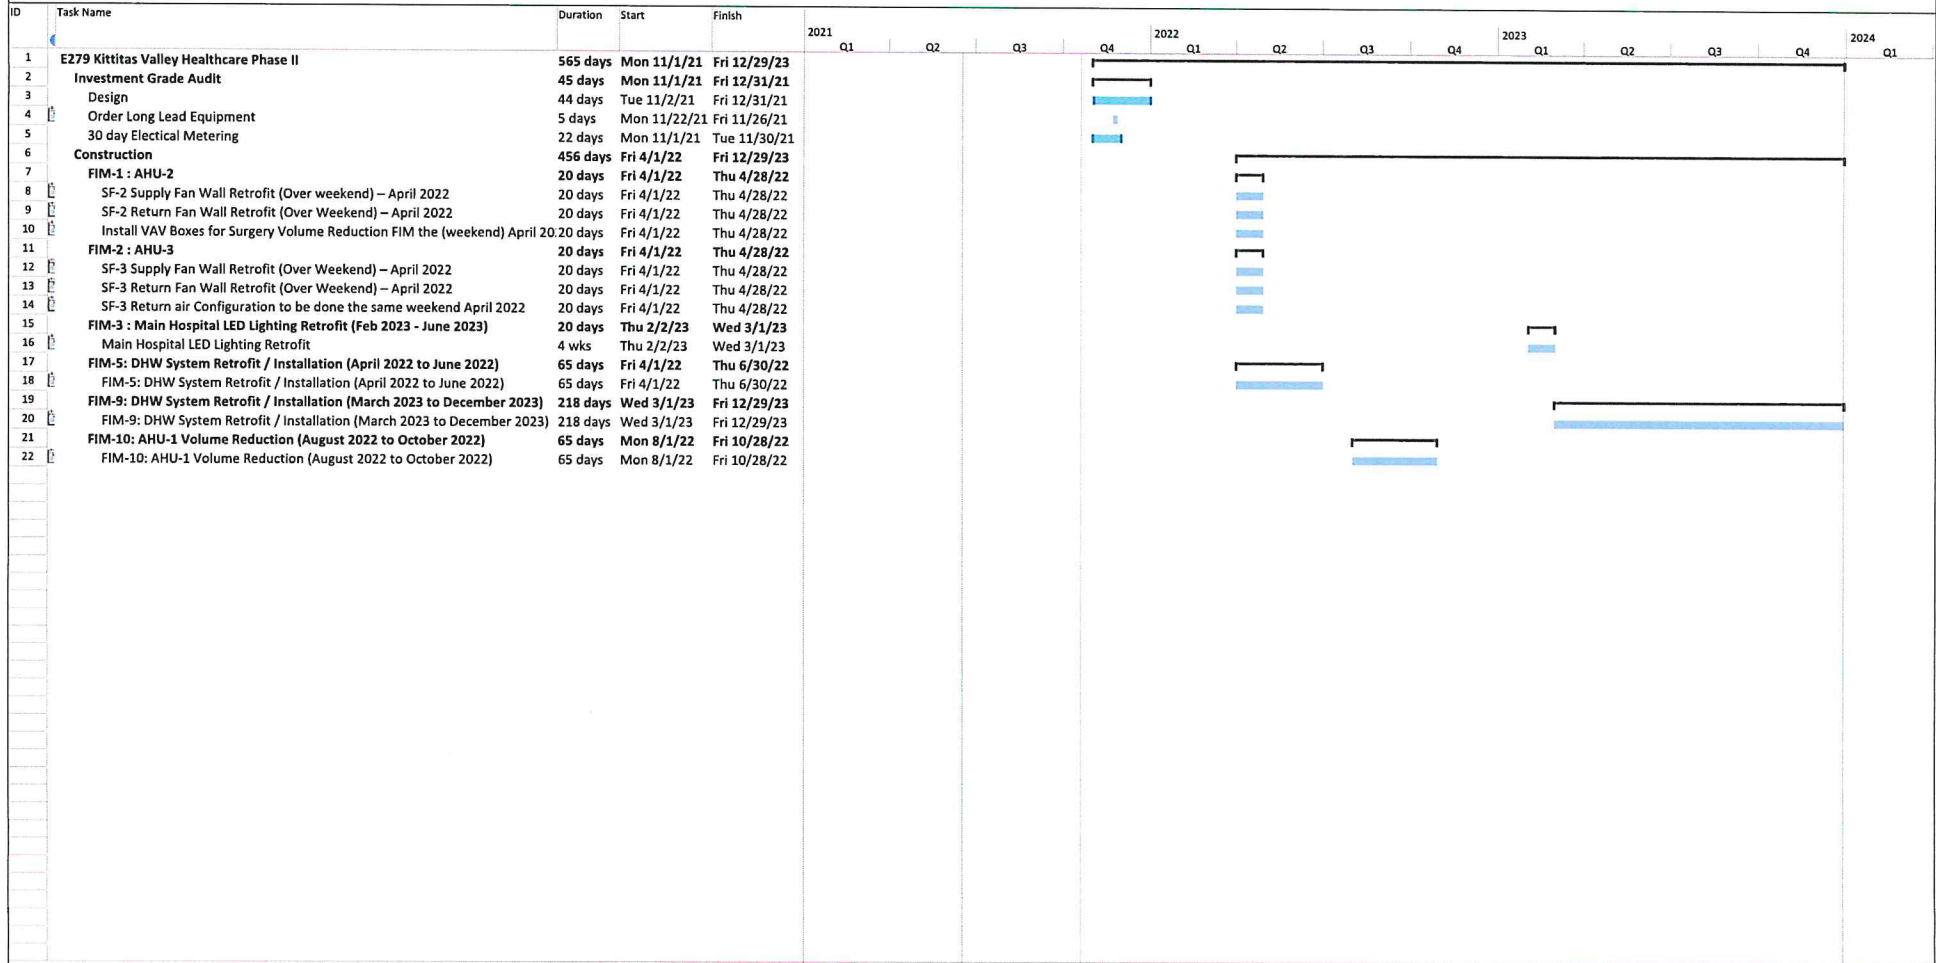 ID Task Name Duration Start Finish
2021 2022 2023 2024
Q1 Q2 Q3 Q4 Q1 Q2 Q3 Q4 Q1 Q2 Q3 Q4 Q1
1 E279 Kittitas Valley Healthcare Phase II 565 days Mon 11/1/21 Fri 12/29/23
2 Investment Grade Audit 45 days Mon 11/1/21 Fri 12/31/21
3 Design 44 days Tue 11/2/21 Fri 12/31/21
4 Order Long Lead Equipment 5 days Mon 11/22/21 Fri 11/26/21
5 30 day Electical Metering 22 days Mon 11/1/21 Tue 11/30/21
6 Construction 456 days Fri 4/1/22 Fri 12/29/23
7 FIM-1 : AHU-2 20 days Fri 4/1/22 Thu 4/28/22
8 SF-2 Supply Fan Wall Retrofit (Over weekend) – April 2022 20 days Fri 4/1/22 Thu 4/28/22
9 SF-2 Return Fan Wall Retrofit (Over Weekend) – April 2022 20 days Fri 4/1/22 Thu 4/28/22
10 Install VAV Boxes for Surgery Volume Reduction FIM the (weekend) April 20 20 days Fri 4/1/22 Thu 4/28/22
11 FIM-2 : AHU-3 20 days Fri 4/1/22 Thu 4/28/22
12 SF-3 Supply Fan Wall Retrofit (Over Weekend) – April 2022 20 days Fri 4/1/22 Thu 4/28/22
13 SF-3 Return Fan Wall Retrofit (Over Weekend) – April 2022 20 days Fri 4/1/22 Thu 4/28/22
14 SF-3 Return air Configuration to be done the same weekend April 2022 20 days Fri 4/1/22 Thu 4/28/22
15 FIM-3 : Main Hospital LED Lighting Retrofit (Feb 2023 - June 2023) 20 days Thu 2/2/23 Wed 3/1/23
16 Main Hospital LED Lighting Retrofit 4 wks Thu 2/2/23 Wed 3/1/23
17 FIM-5: DHW System Retrofit / Installation (April 2022 to June 2022) 65 days Fri 4/1/22 Thu 6/30/22
18 FIM-5: DHW System Retrofit / Installation (April 2022 to June 2022) 65 days Fri 4/1/22 Thu 6/30/22
19 FIM-9: DHW System Retrofit / Installation (March 2023 to December 2023) 218 days Wed 3/1/23 Fri 12/29/23
20 FIM-9: DHW System Retrofit / Installation (March 2023 to December 2023) 218 days Wed 3/1/23 Fri 12/29/23
21 FIM-10: AHU-1 Volume Reduction (August 2022 to October 2022) 65 days Mon 8/1/22 Fri 10/28/22
22 FIM-10: AHU-1 Volume Reduction (August 2022 to October 2022) 65 days Mon 8/1/22 Fri 10/28/22